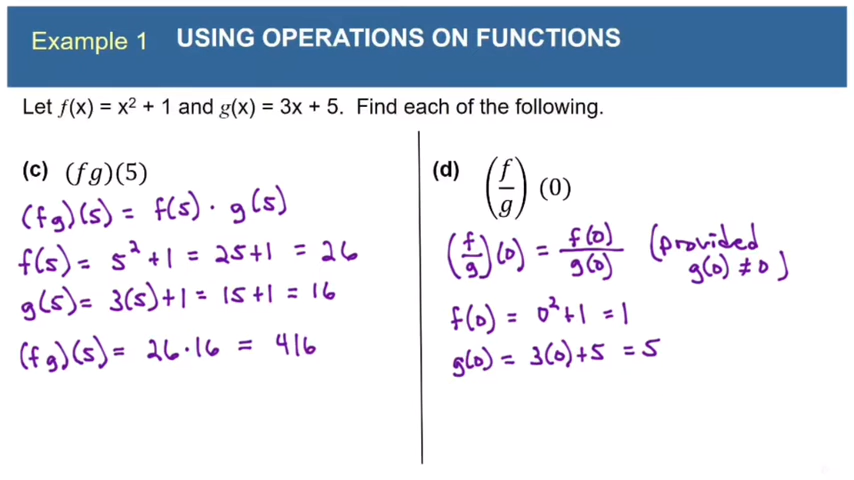 Example 1 USING OPERATIONS ON FUNCTIONS
Let f(x) = x² + 1 and g(x) = 3x + 5. Find each of the following.
(c) (fg)(5)
(fg)(5) = f(5) · g(5)
f(5) = 5² + 1 = 25+1 = 26
g(5) = 3(5)+1 = 15+1 = 16
(fg)(5) = 26·16 = 416
(d) (f/g)(0)
(f/g)(0) = f(0)/g(0) (provided
g(0) ≠ 0)
f(0) = 0²+1 = 1
g(0) = 3(0)+5 = 5